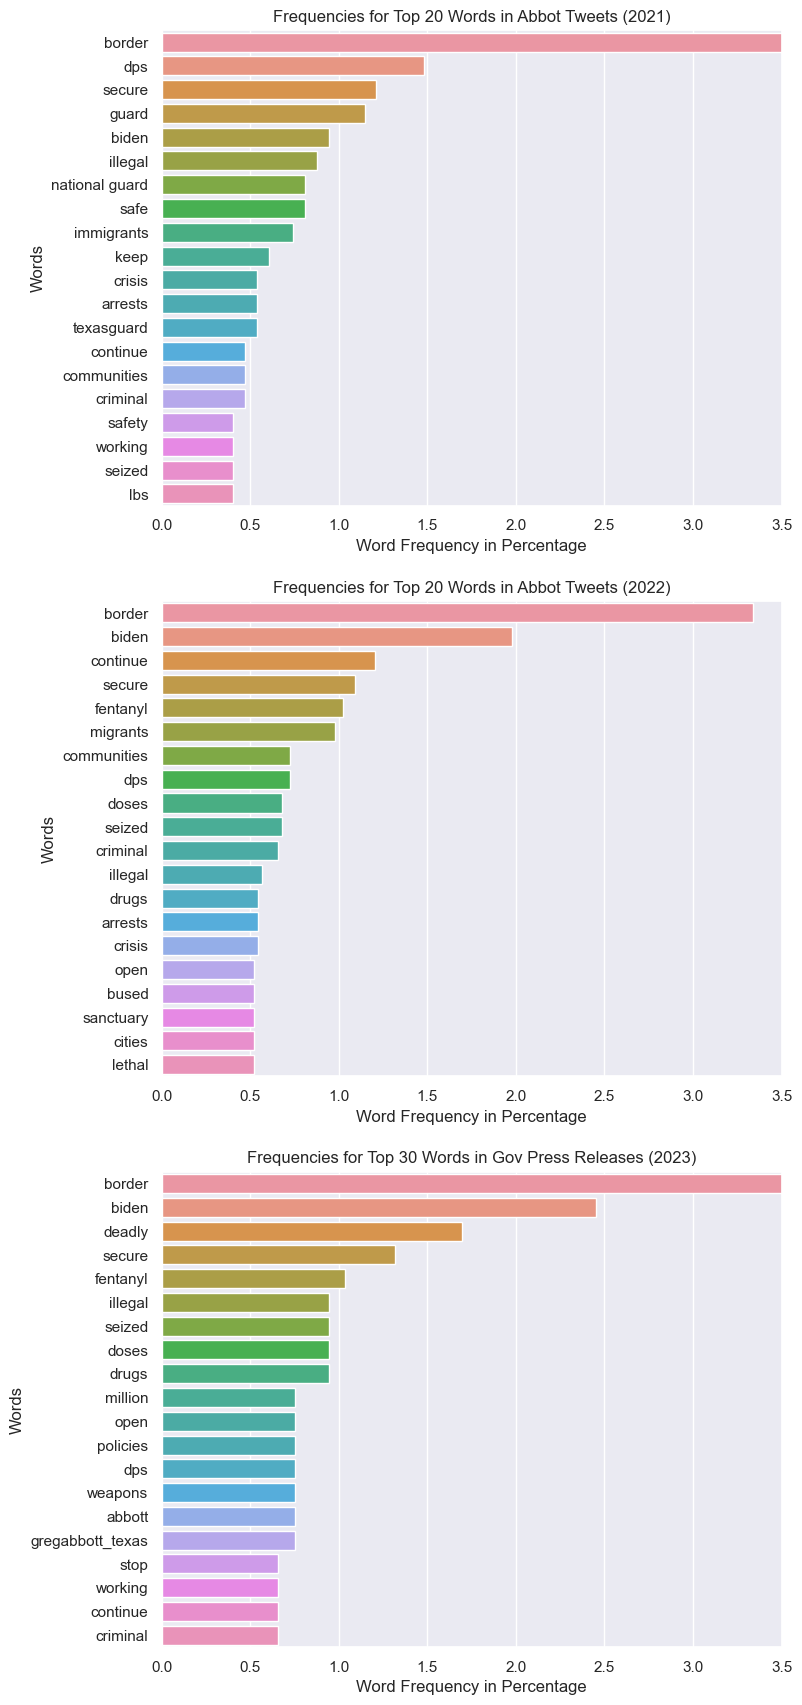 Frequencies for Top 20 Words in Abbot Tweets (2021)
Words
border
dps
secure
guard
biden
illegal
national guard
safe
immigrants
keep
crisis
arrests
texasguard
continue
communities
criminal
safety
working
seized
lbs
0.0 0.5 1.0 1.5 2.0 2.5 3.0 3.5
Word Frequency in Percentage
Frequencies for Top 20 Words in Abbot Tweets (2022)
Words
border
biden
continue
secure
fentanyl
migrants
communities
dps
doses
seized
criminal
illegal
drugs
arrests
crisis
open
bused
sanctuary
cities
lethal
0.0 0.5 1.0 1.5 2.0 2.5 3.0 3.5
Word Frequency in Percentage
Frequencies for Top 30 Words in Gov Press Releases (2023)
Words
border
biden
deadly
secure
fentanyl
illegal
seized
doses
drugs
million
open
policies
dps
weapons
abbott
gregabbott_texas
stop
working
continue
criminal
0.0 0.5 1.0 1.5 2.0 2.5 3.0 3.5
Word Frequency in Percentage